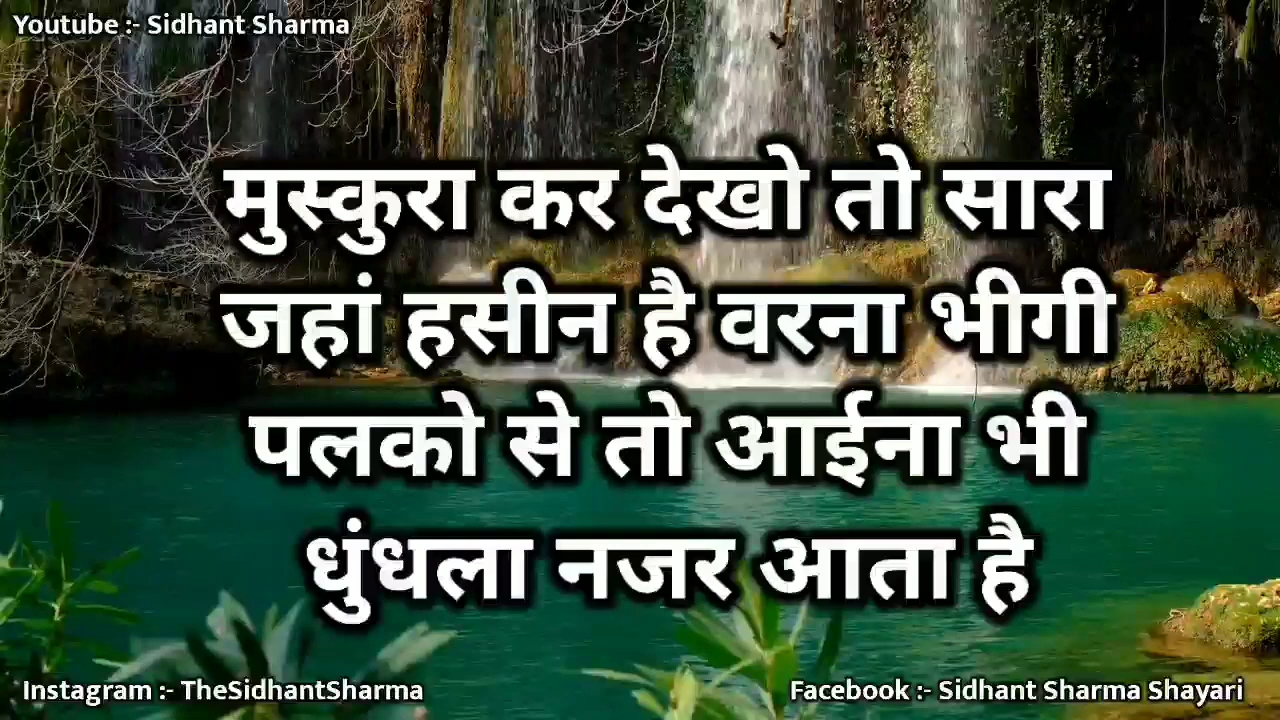 Youtube :- Sidhant Sharma
मुस्कुरा कर देखो तो सारा
जहां हसीन है वरना भीगी
पलको से तो आईना भी
धुंधला नजर आता है
Instagram :- TheSidhantSharma
Facebook :- Sidhant Sharma Shayari